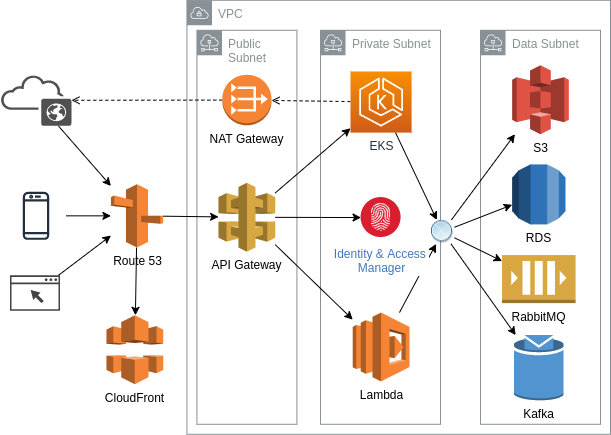 VPC
Public
Subnet
Private Subnet
Data Subnet
NAT Gateway
EKS
S3
Route 53
API Gateway
Identity & Access
Manager
RDS
RabbitMQ
CloudFront
Lambda
Kafka